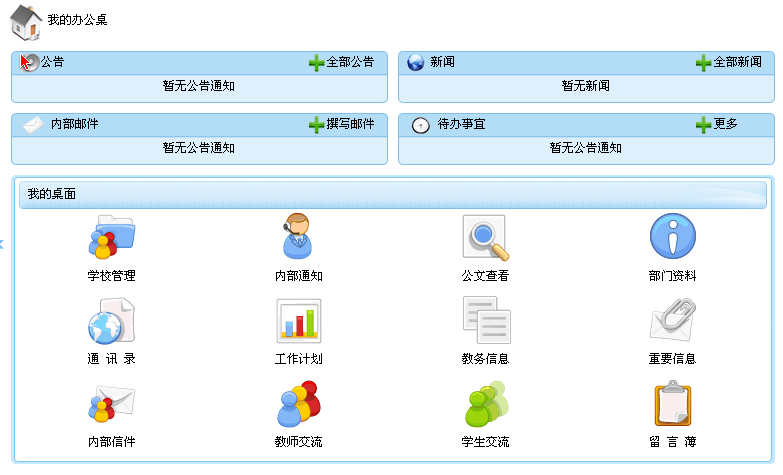 我的办公桌
公告 全部公告 新闻 全部新闻
暂无公告通知 暂无新闻
内部邮件 撰写邮件 待办事宜 更多
暂无公告通知 暂无公告通知
我的桌面
学校管理 内部通知 公文查看 部门资料
通 讯 录 工作计划 教务信息 重要信息
内部信件 教师交流 学生交流 留 言 薄